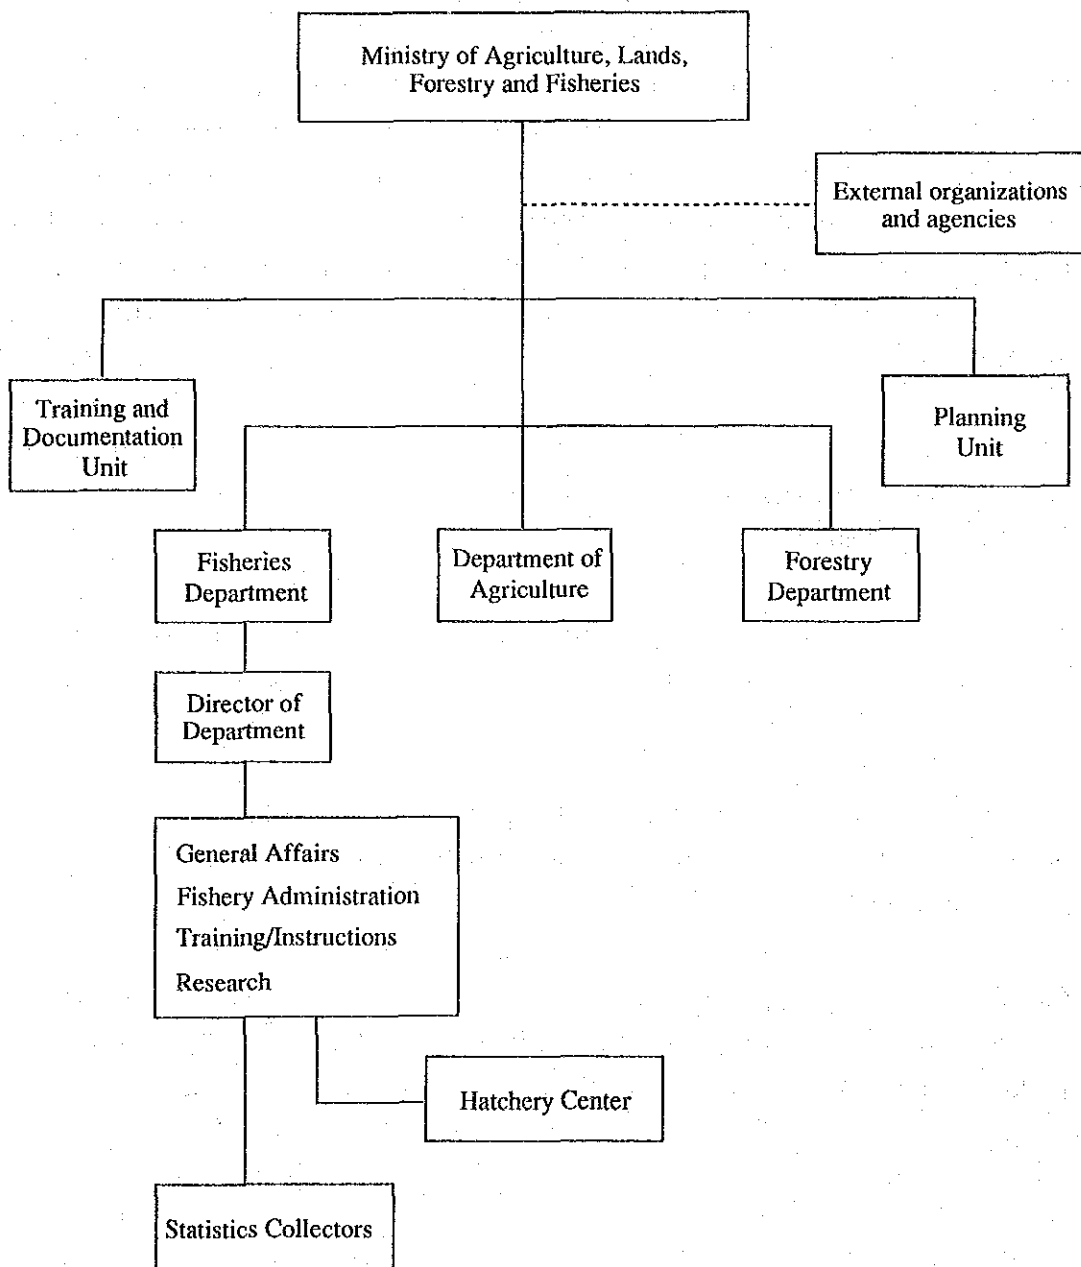 Ministry of Agriculture, Lands,
Forestry and Fisheries
External organizations
and agencies
Training and
Documentation
Unit
Planning
Unit
Fisheries
Department
Department of
Agriculture
Forestry
Department
Director of
Department
General Affairs
Fishery Administration
Training/Instructions
Research
Hatchery Center
Statistics Collectors